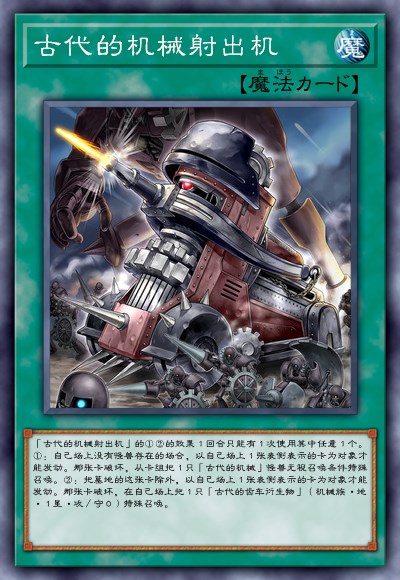 古代的机械射出机
魔
【魔法カード】
「古代的机械射出机」的①②的效果1回合只能有1次使用其中任意1个。
①：自己场上没有怪兽存在的场合，以自己场上1张表侧表示的卡为对象才
能发动。那张卡破坏，从卡组把1只「古代的机械」怪兽无视召唤条件特殊
召唤。②：把墓地的这张卡除外，以自己场上1张表侧表示的卡为对象才能
发动。那张卡破坏，在自己场上把1只「古代的齿车衍生物」（机械族·地
·1星·攻／守0）特殊召唤。